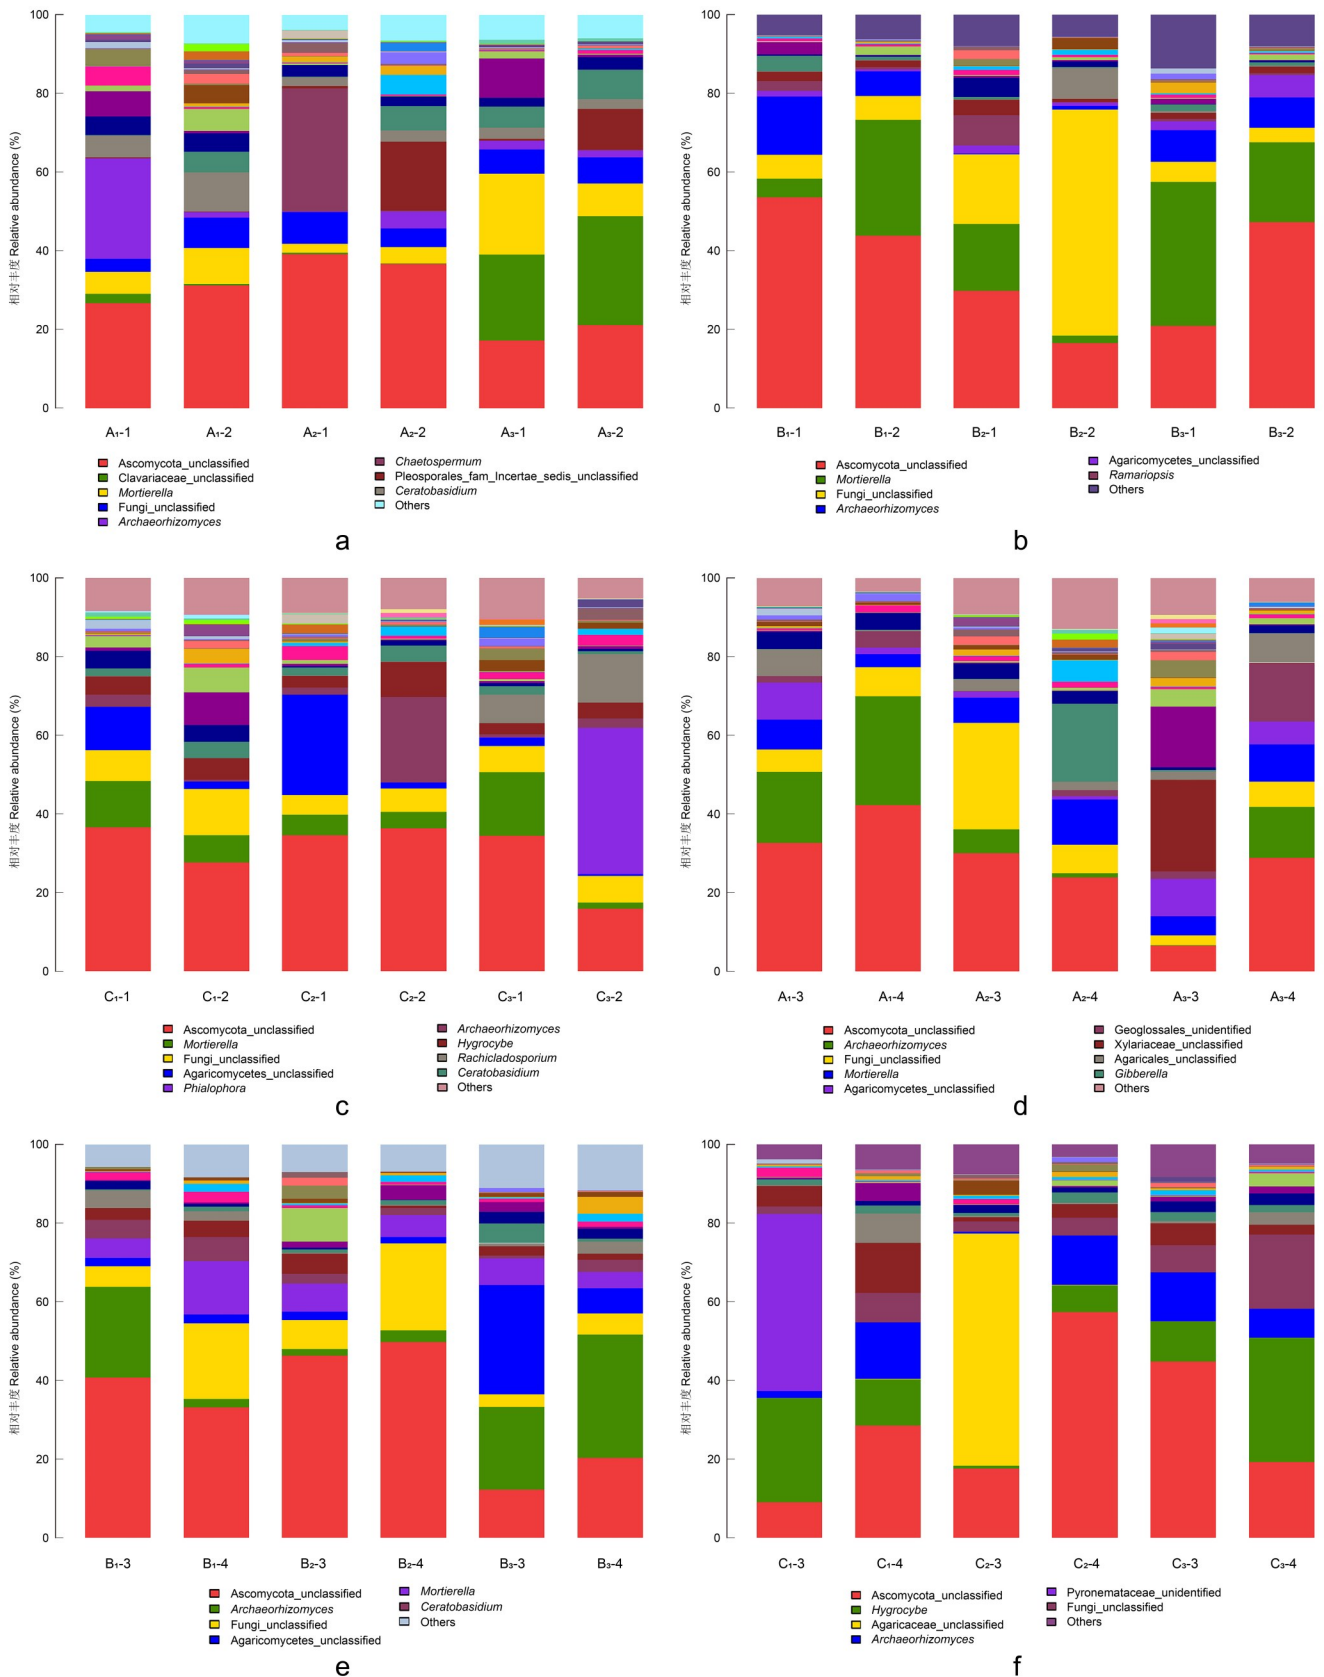 相对丰度 Relative abundance (%)
100
80
60
40
20
0
A₁-1 A₁-2 A₂-1 A₂-2 A₃-1 A₃-2
Ascomycota_unclassified
Clavariaceae_unclassified
Mortierella
Fungi_unclassified
Archaeorhizomyces
Chaetospermum
Pleosporales_fam_Incertae_sedis_unclassified
Ceratobasidium
Others
a
相对丰度 Relative abundance (%)
100
80
60
40
20
0
B₁-1 B₁-2 B₂-1 B₂-2 B₃-1 B₃-2
Ascomycota_unclassified
Mortierella
Fungi_unclassified
Archaeorhizomyces
Agaricomycetes_unclassified
Ramariopsis
Others
b
相对丰度 Relative abundance (%)
100
80
60
40
20
0
C₁-1 C₁-2 C₂-1 C₂-2 C₃-1 C₃-2
Ascomycota_unclassified
Mortierella
Fungi_unclassified
Agaricomycetes_unclassified
Phialophora
Archaeorhizomyces
Hygrocybe
Rachicladosporium
Ceratobasidium
Others
c
相对丰度 Relative abundance (%)
100
80
60
40
20
0
A₁-3 A₁-4 A₂-3 A₂-4 A₃-3 A₃-4
Ascomycota_unclassified
Archaeorhizomyces
Fungi_unclassified
Mortierella
Agaricomycetes_unclassified
Geoglossales_unidentified
Xylariaceae_unclassified
Agaricales_unclassified
Gibberella
Others
d
相对丰度 Relative abundance (%)
100
80
60
40
20
0
B₁-3 B₁-4 B₂-3 B₂-4 B₃-3 B₃-4
Ascomycota_unclassified
Archaeorhizomyces
Fungi_unclassified
Agaricomycetes_unclassified
Mortierella
Ceratobasidium
Others
e
相对丰度 Relative abundance (%)
100
80
60
40
20
0
C₁-3 C₁-4 C₂-3 C₂-4 C₃-3 C₃-4
Ascomycota_unclassified
Hygrocybe
Agaricaceae_unclassified
Archaeorhizomyces
Pyronemataceae_unidentified
Fungi_unclassified
Others
f